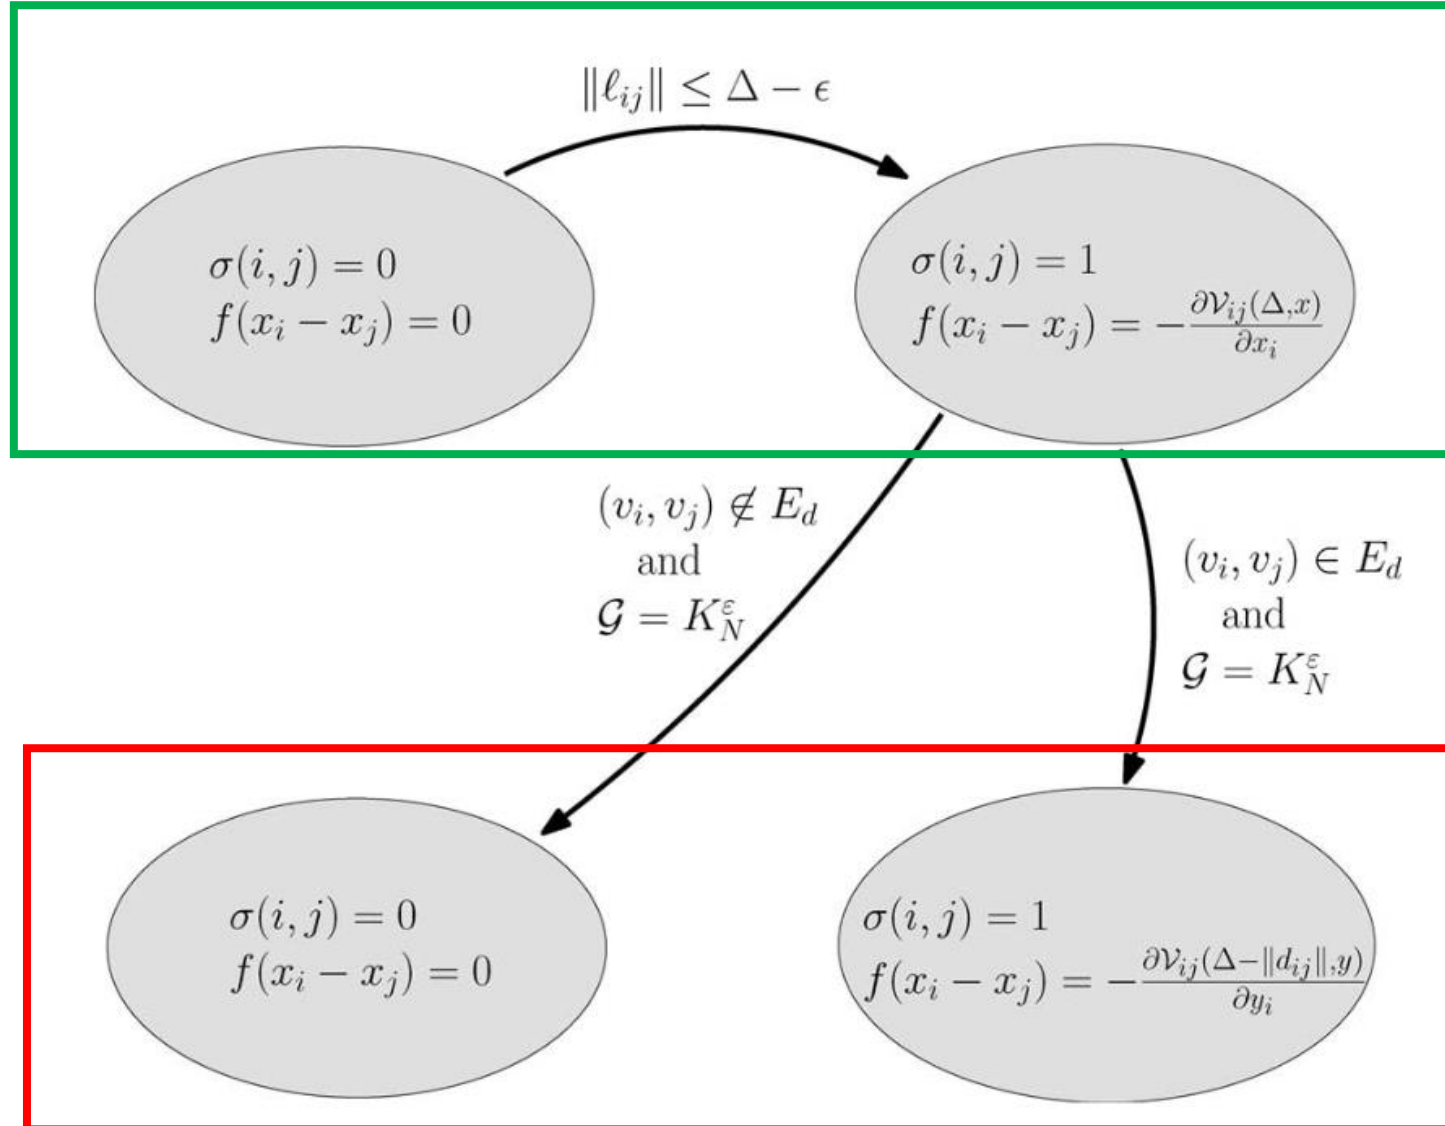 ‖ℓ_{ij}‖ ≤ Δ − ϵ
σ(i, j) = 0
f(x_i − x_j) = 0
σ(i, j) = 1
f(x_i − x_j) = −∂𝒱_{ij}(Δ,x)/∂x_i
(v_i, v_j) ∉ E_d
and
𝒢 = K_N^ε
(v_i, v_j) ∈ E_d
and
𝒢 = K_N^ε
σ(i, j) = 0
f(x_i − x_j) = 0
σ(i, j) = 1
f(x_i − x_j) = −∂𝒱_{ij}(Δ−‖d_{ij}‖,y)/∂y_i